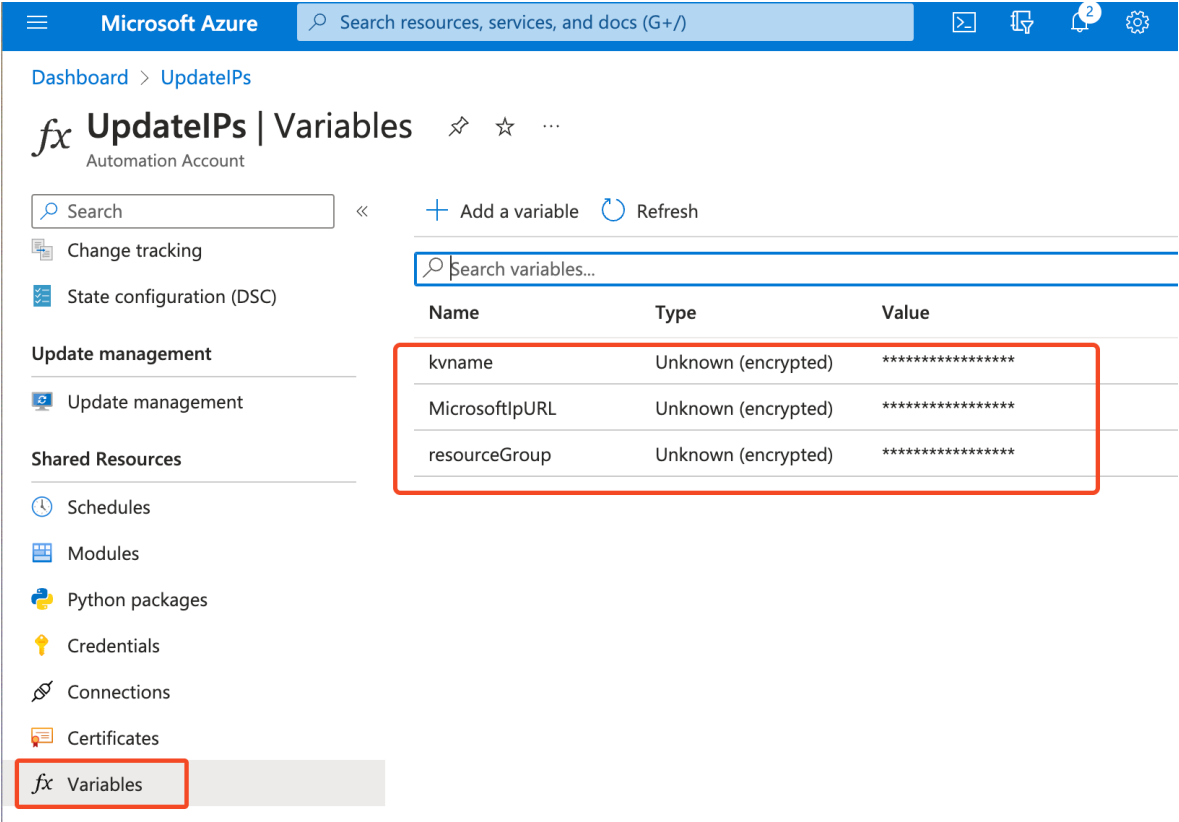 Microsoft Azure
Search resources, services, and docs (G+/)
2
Dashboard > UpdateIPs
fx UpdateIPs | Variables ...
Automation Account
Search «
Change tracking
State configuration (DSC)
Update management
Update management
Shared Resources
Schedules
Modules
Python packages
Credentials
Connections
Certificates
fx Variables
+ Add a variable Refresh
Search variables...
Name Type Value
kvname Unknown (encrypted) *****************
MicrosoftIpURL Unknown (encrypted) *****************
resourceGroup Unknown (encrypted) *****************